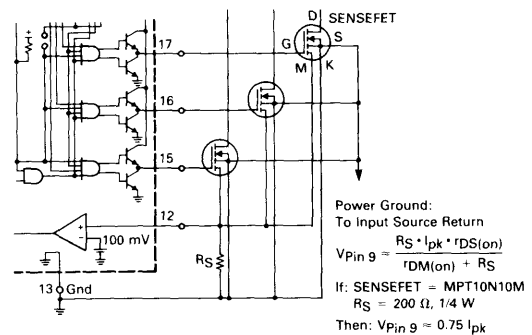 D SENSEFET
17
G
S
M
K
16
15
12
+
-
100 mV
RS
13 Gnd
Power Ground:
To Input Source Return
VPin 9 ≈ RS • Ipk • rDS(on)
rDM(on) + RS
If: SENSEFET = MPT10N10M
RS = 200 Ω, 1/4 W
Then: VPin 9 ≈ 0.75 Ipk